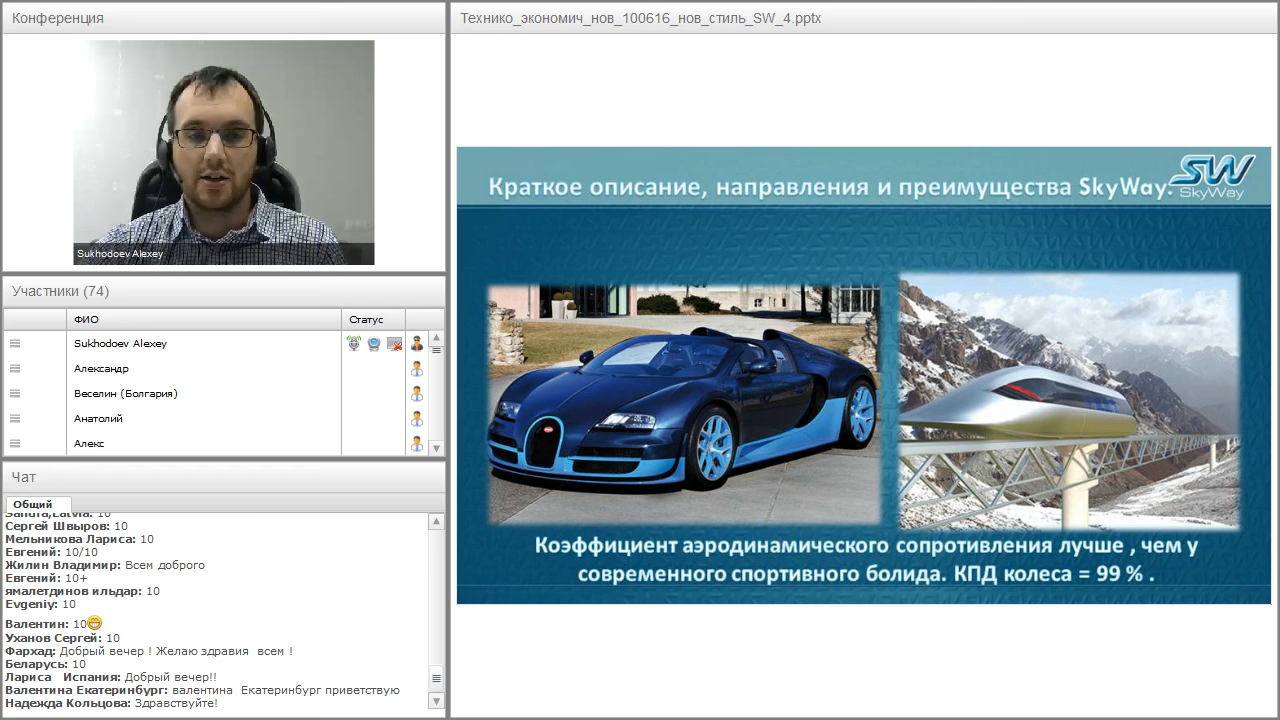 Конференция
Sukhodoev Alexey
Участники (74)
ФИО Статус
Sukhodoev Alexey
Александр
Веселин (Болгария)
Анатолий
Алекс
Чат
Общий
Sandra,Latvia: 10
Сергей Швыров: 10
Мельникова Лариса: 10
Евгений: 10/10
Жилин Владимир: Всем доброго
Евгений: 10+
ямалетдинов ильдар: 10
Evgeniy: 10
Валентин: 10
Уханов Сергей: 10
Фархад: Добрый вечер ! Желаю здравия всем !
Беларусь: 10
Лариса Испания: Добрый вечер!!
Валентина Екатеринбург: валентина Екатеринбург приветствую
Надежда Кольцова: Здравствуйте!
Технико_экономич_нов_100616_нов_стиль_SW_4.pptx
Краткое описание, направления и преимущества SkyWay.
SW
SkyWay
Коэффициент аэродинамического сопротивления лучше , чем у
современного спортивного болида. КПД колеса = 99 % .